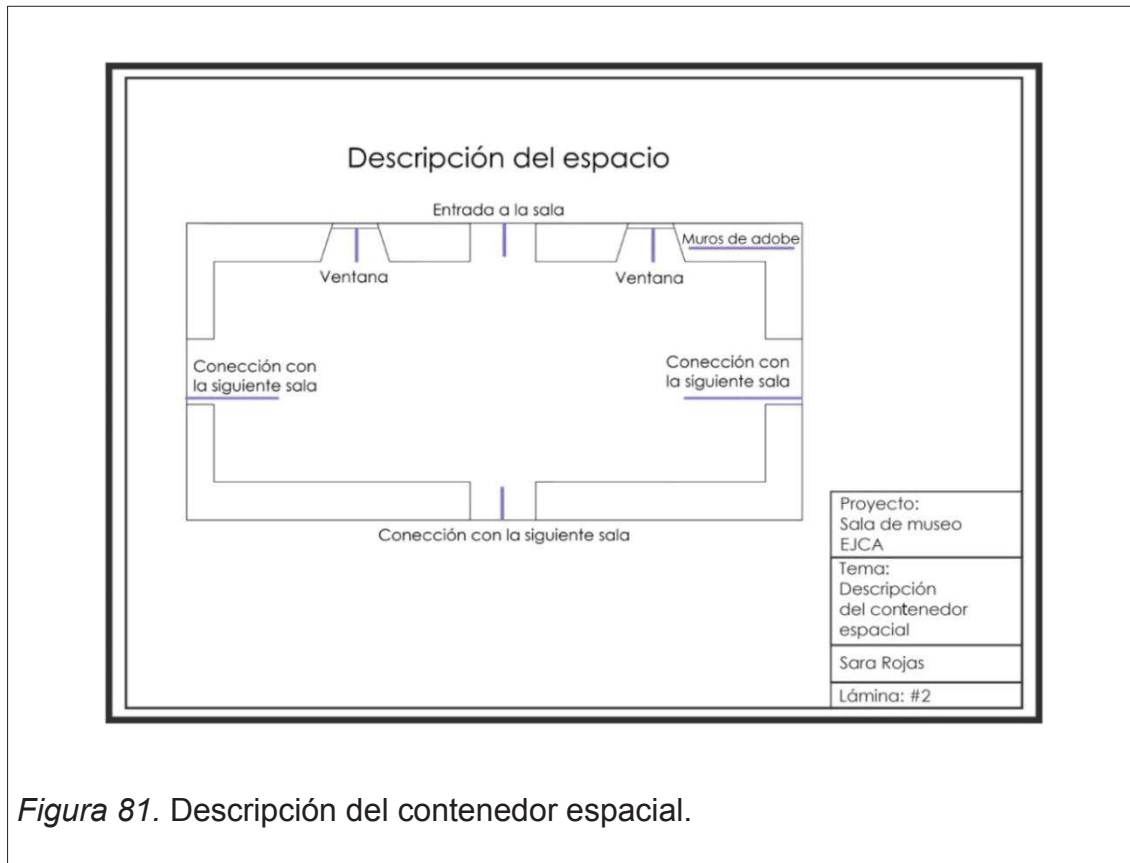 Descripción del espacio
Entrada a la sala
Muros de adobe
Ventana
Ventana
Conección con
la siguiente sala
Conección con
la siguiente sala
Conección con la siguiente sala
Proyecto:
Sala de museo
EJCA
Tema:
Descripción
del contenedor
espacial
Sara Rojas
Lámina: #2
Figura 81. Descripción del contenedor espacial.